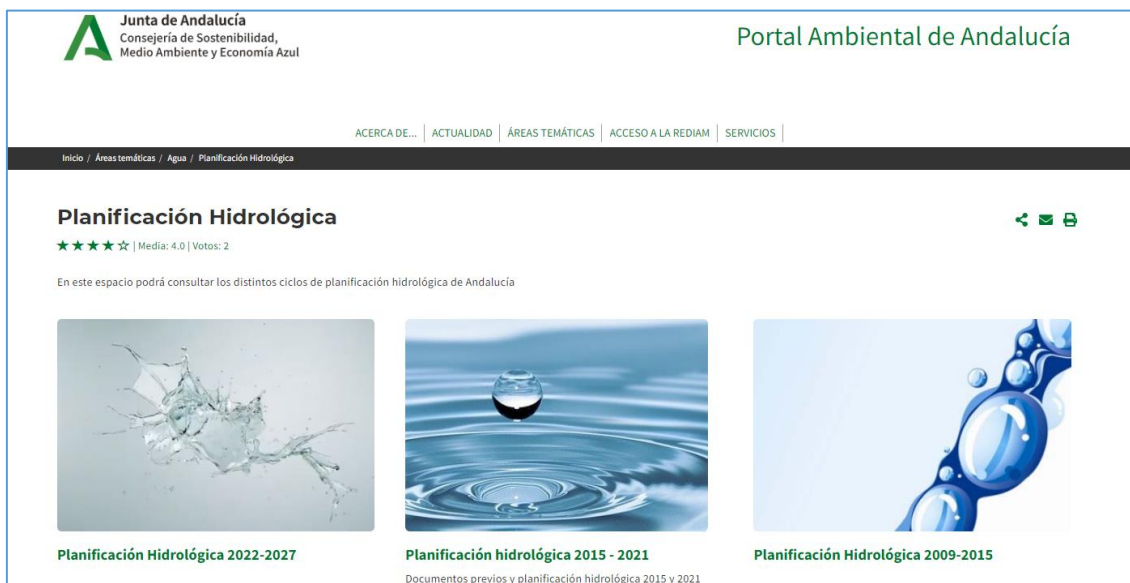 Junta de Andalucía
Consejería de Sostenibilidad,
Medio Ambiente y Economía Azul
Portal Ambiental de Andalucía
ACERCA DE... | ACTUALIDAD | ÁREAS TEMÁTICAS | ACCESO A LA REDIAM | SERVICIOS |
Inicio / Áreas temáticas / Agua / Planificación Hidrológica
Planificación Hidrológica
★★★★☆ | Media: 4.0 | Votos: 2
En este espacio podrá consultar los distintos ciclos de planificación hidrológica de Andalucía
Planificación Hidrológica 2022-2027
Planificación hidrológica 2015 - 2021
Documentos previos y planificación hidrológica 2015 y 2021
Planificación Hidrológica 2009-2015